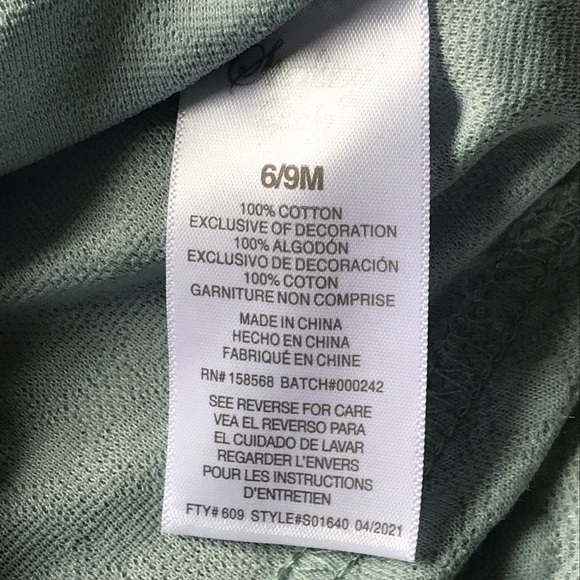 6/9M
100% COTTON
EXCLUSIVE OF DECORATION
100% ALGODÓN
EXCLUSIVO DE DECORACIÓN
100% COTON
GARNITURE NON COMPRISE
MADE IN CHINA
HECHO EN CHINA
FABRIQUÉ EN CHINE
RN# 158568 BATCH#000242
SEE REVERSE FOR CARE
VEA EL REVERSO PARA
EL CUIDADO DE LAVAR
REGARDER L'ENVERS
POUR LES INSTRUCTIONS
D'ENTRETIEN
FTY# 609 STYLE#S01640 04/2021